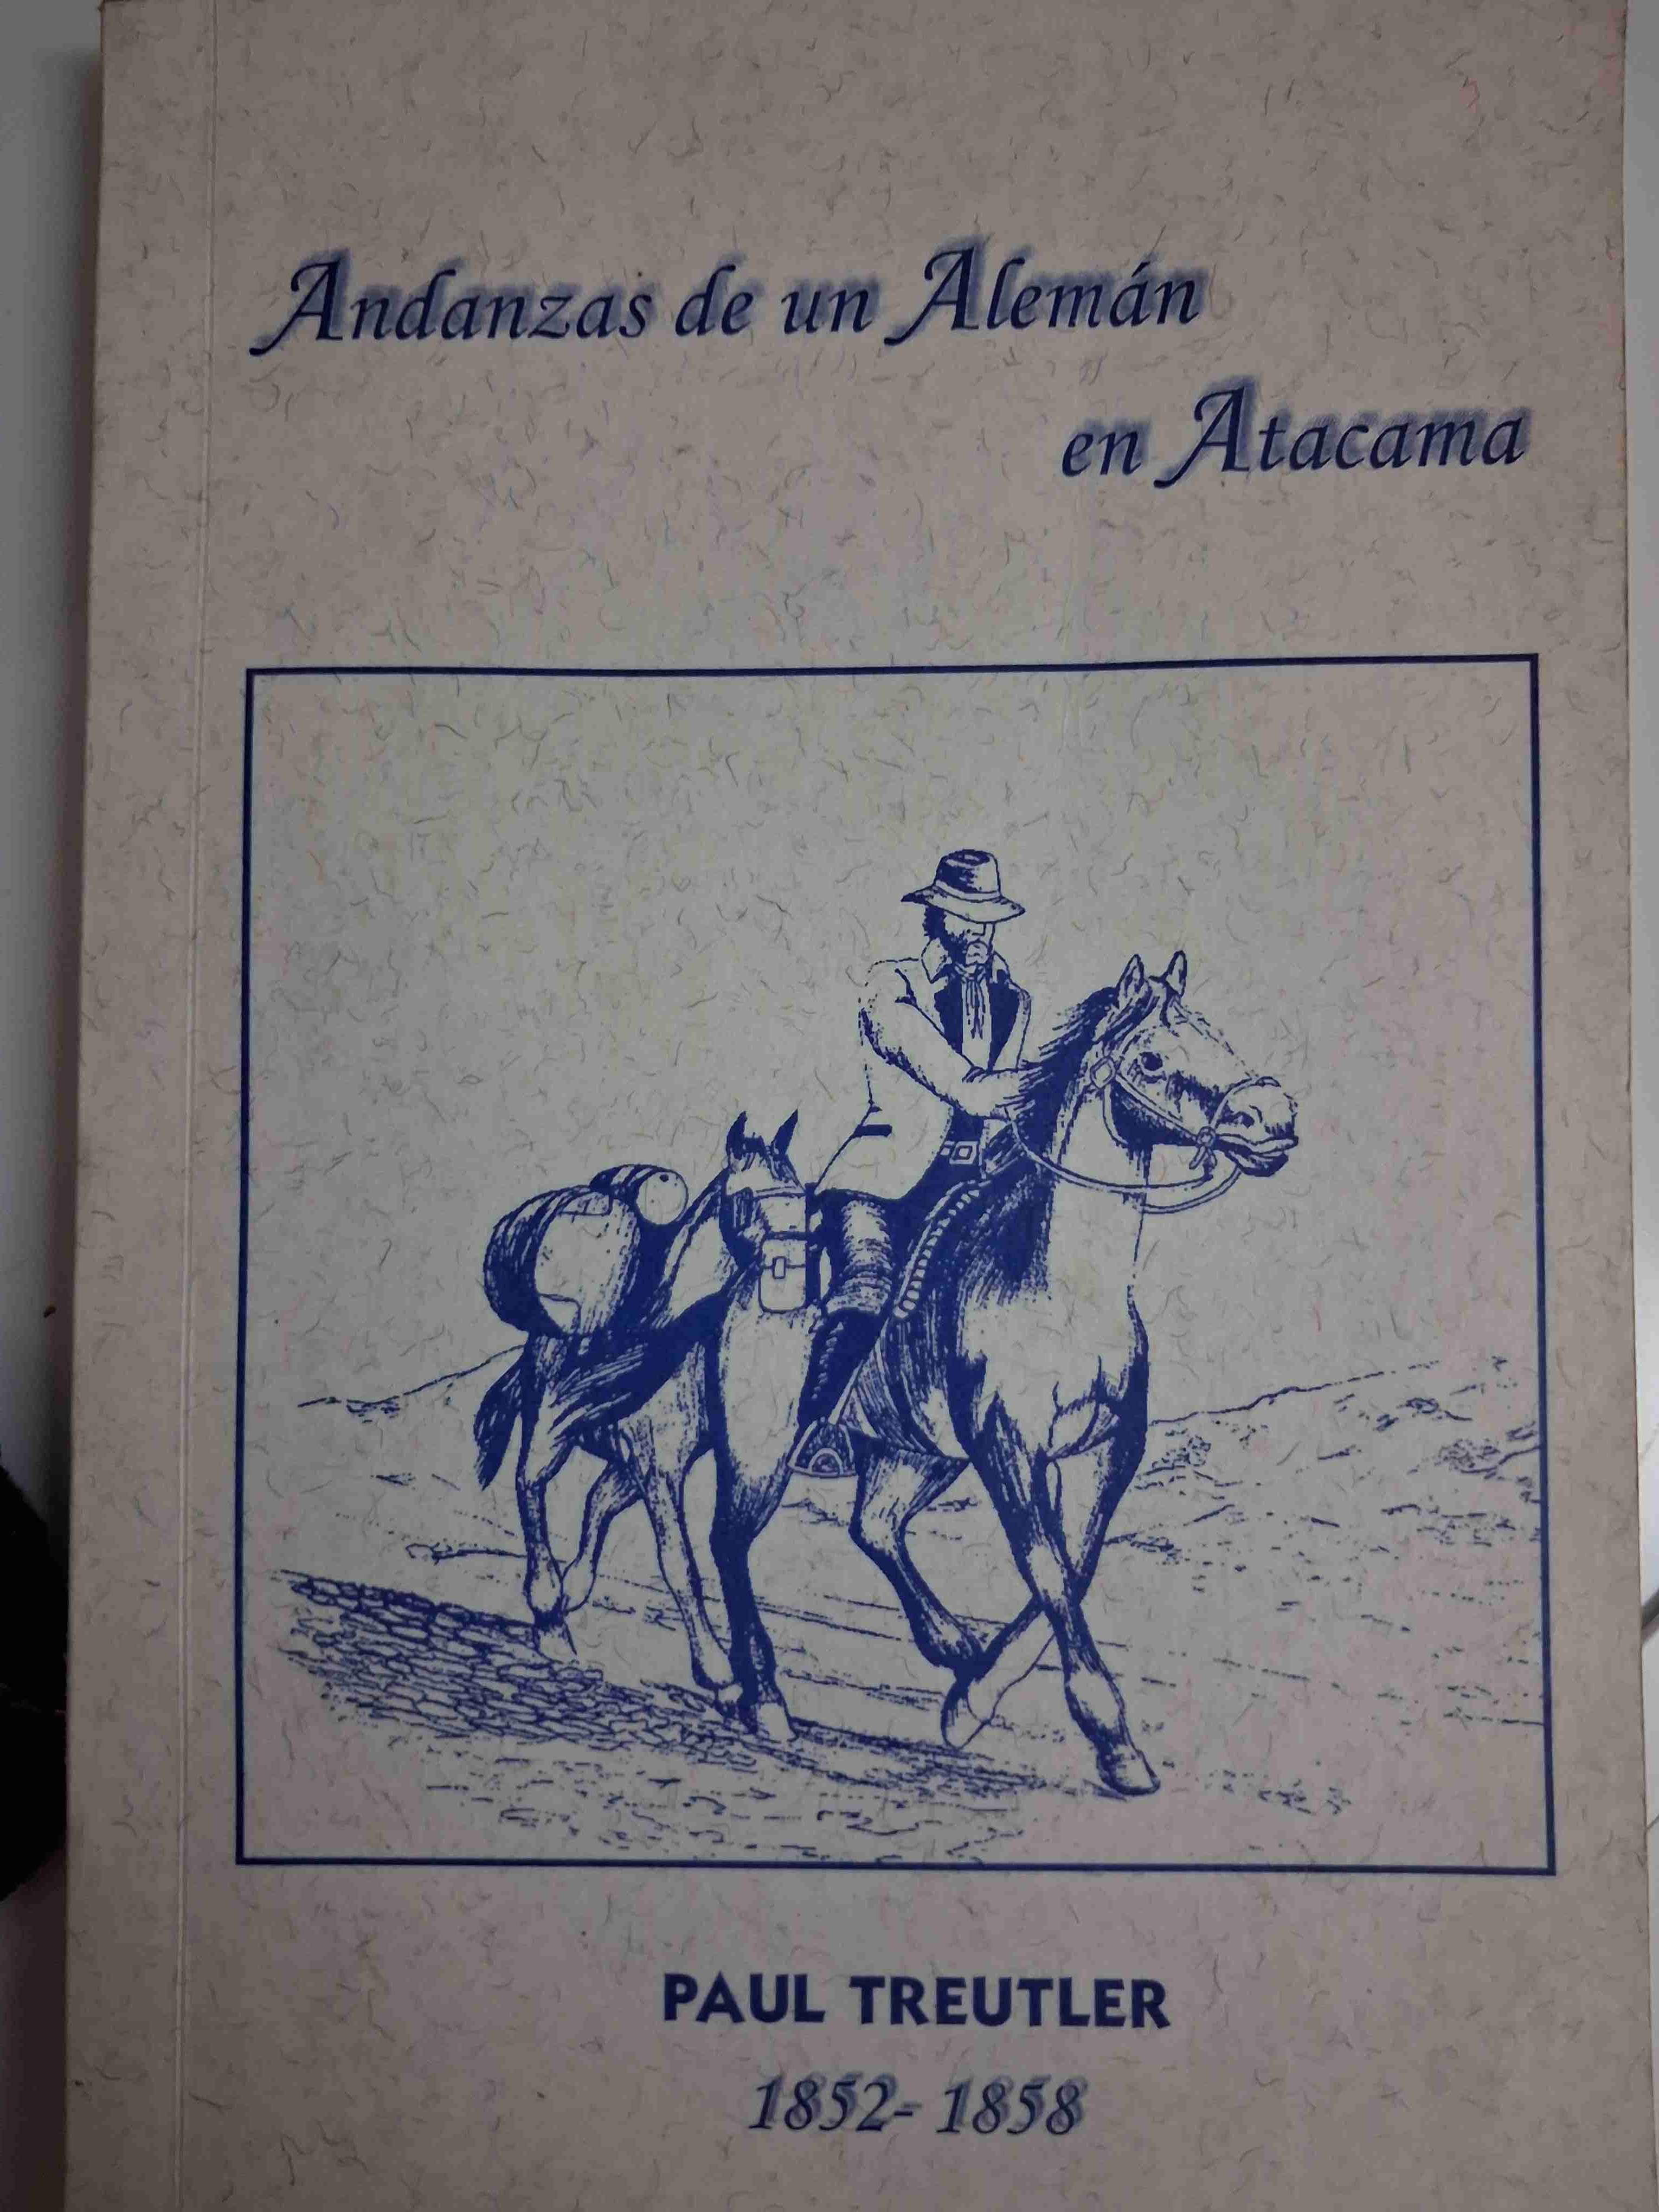 Andanzas de un Alemán
en Atacama
PAUL TREUTLER
1852- 1858